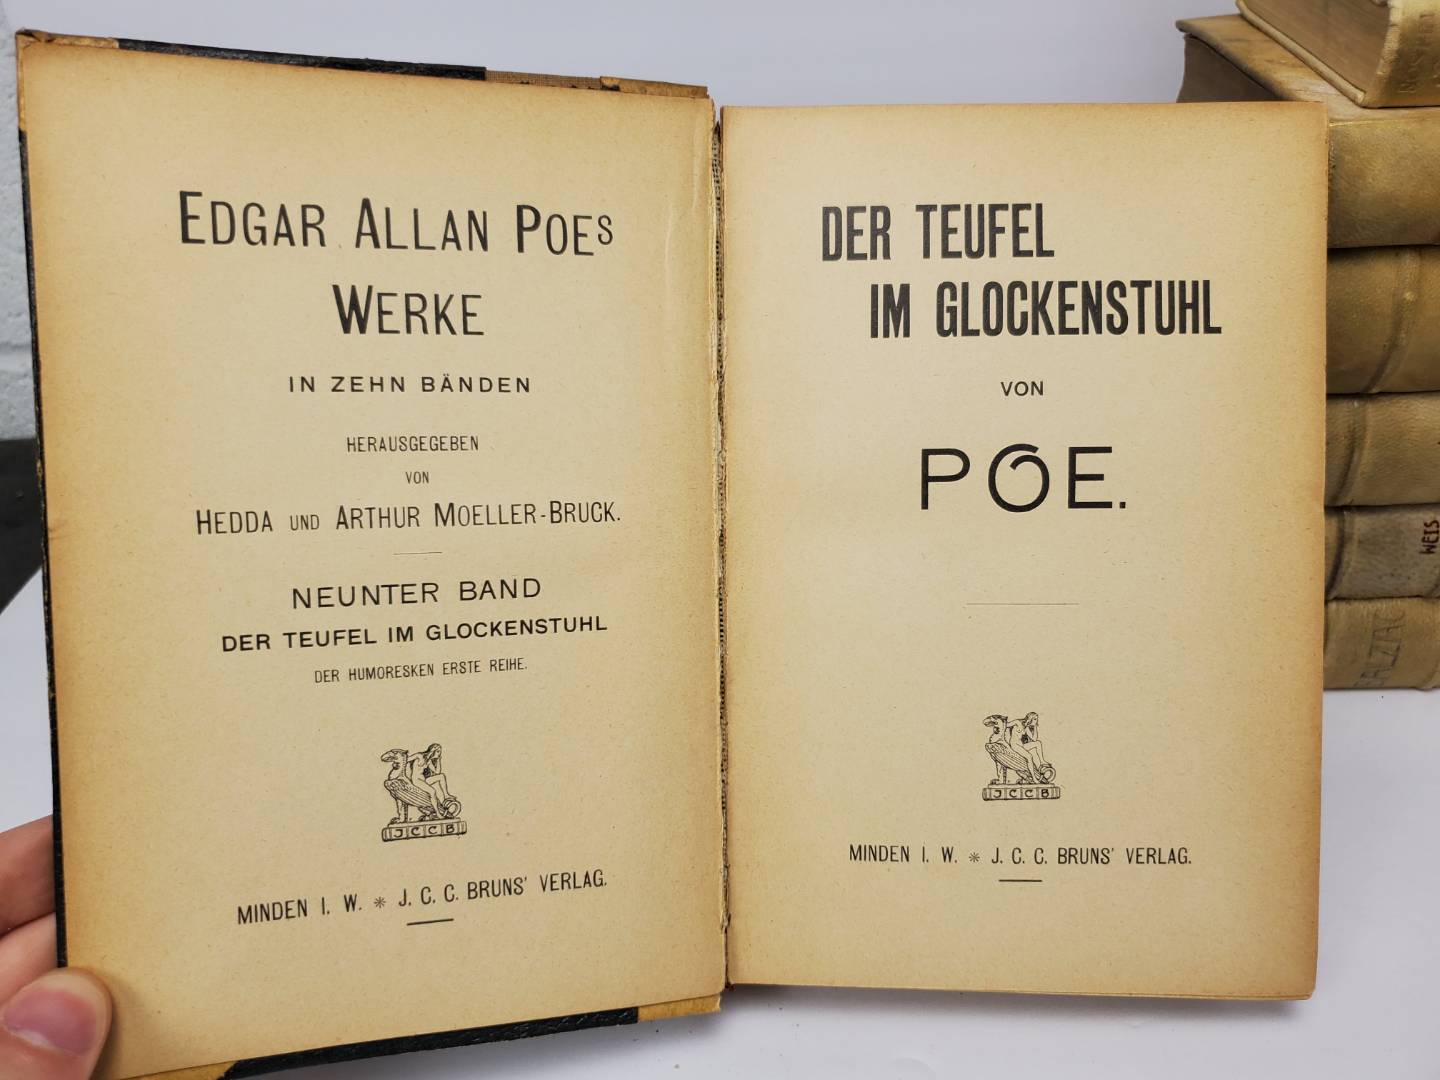 EDGAR ALLAN POEs
WERKE
IN ZEHN BÄNDEN
HERAUSGEGEBEN
VON
HEDDA UND ARTHUR MOELLER-BRUCK.
NEUNTER BAND
DER TEUFEL IM GLOCKENSTUHL
DER HUMORESKEN ERSTE REIHE.
JCCB
MINDEN I. W. * J. C. C. BRUNS' VERLAG.
DER TEUFEL
IM GLOCKENSTUHL
VON
POE.
JCCB
MINDEN I. W. * J. C. C. BRUNS' VERLAG.
WEIS
BALZAC